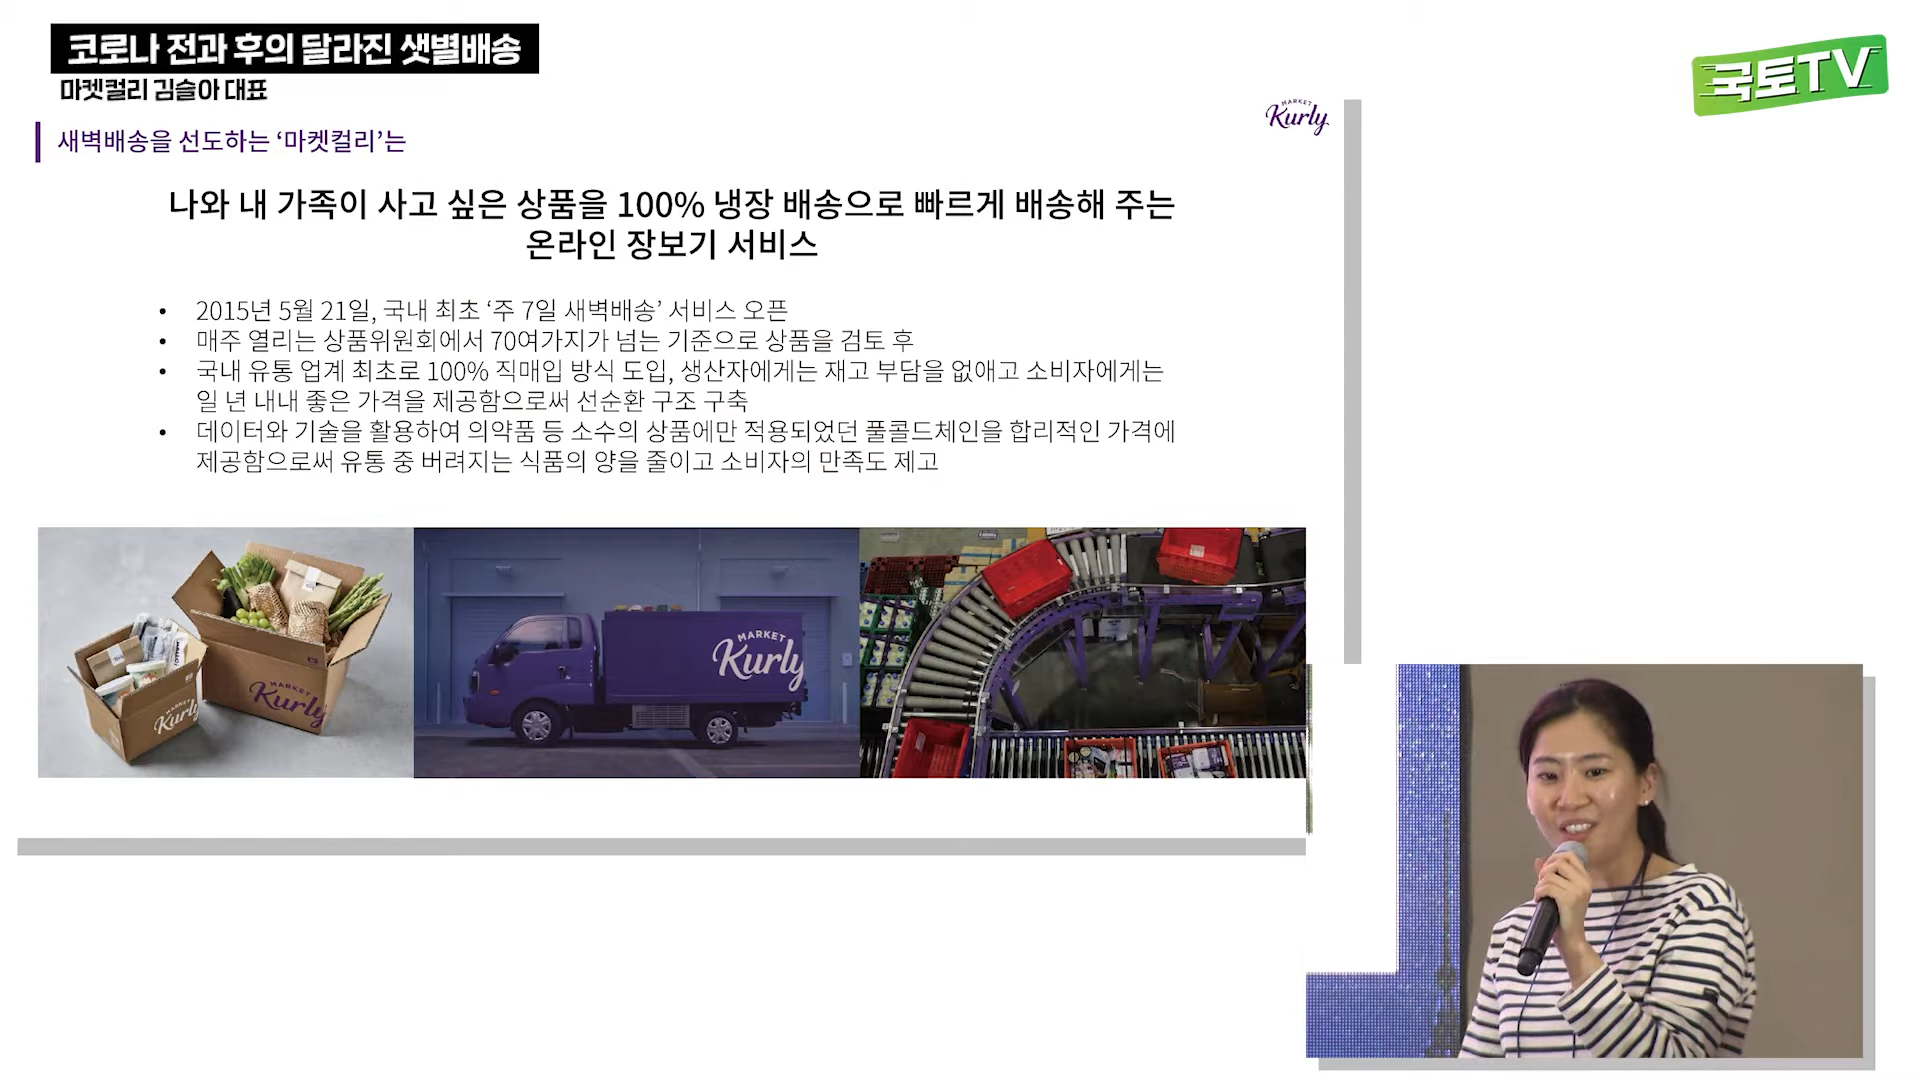 코로나 전과 후의 달라진 샛별배송
마켓컬리 김슬아 대표
국토TV
MARKET
Kurly
새벽배송을 선도하는 ‘마켓컬리’는
나와 내 가족이 사고 싶은 상품을 100% 냉장 배송으로 빠르게 배송해 주는
온라인 장보기 서비스
• 2015년 5월 21일, 국내 최초 ‘주 7일 새벽배송’ 서비스 오픈
• 매주 열리는 상품위원회에서 70여가지가 넘는 기준으로 상품을 검토 후
• 국내 유통 업계 최초로 100% 직매입 방식 도입, 생산자에게는 재고 부담을 없애고 소비자에게는
일 년 내내 좋은 가격을 제공함으로써 선순환 구조 구축
• 데이터와 기술을 활용하여 의약품 등 소수의 상품에만 적용되었던 풀콜드체인을 합리적인 가격에
제공함으로써 유통 중 버려지는 식품의 양을 줄이고 소비자의 만족도 제고
MARKET
Kurly
MARKET
Kurly
MARKET
Kurly